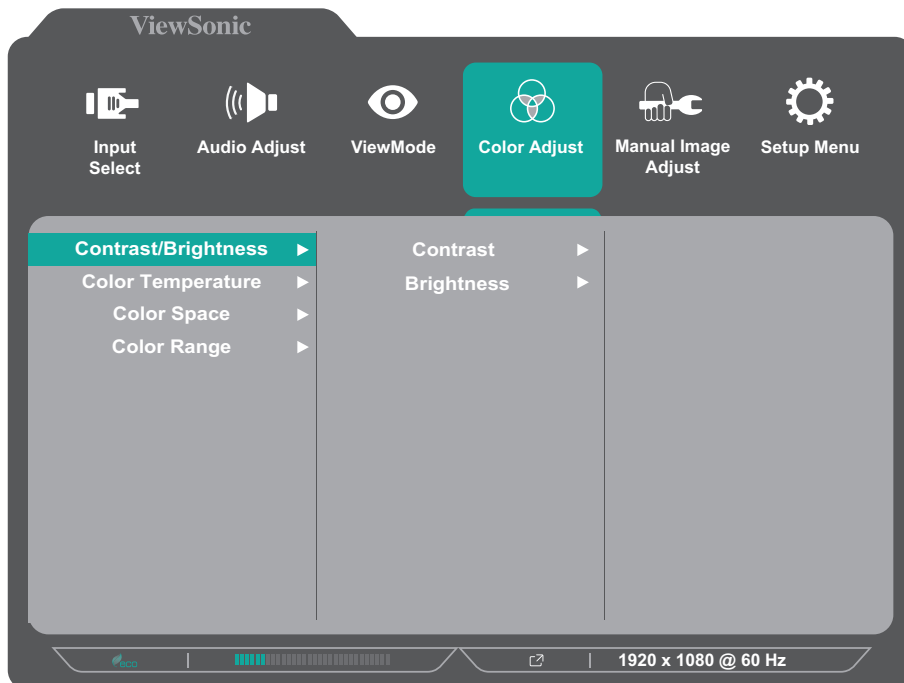 ViewSonic
Input
Select
Audio Adjust
ViewMode
Color Adjust
Manual Image
Adjust
Setup Menu
Contrast/Brightness
Color Temperature
Color Space
Color Range
Contrast
Brightness
eco
1920 x 1080 @ 60 Hz